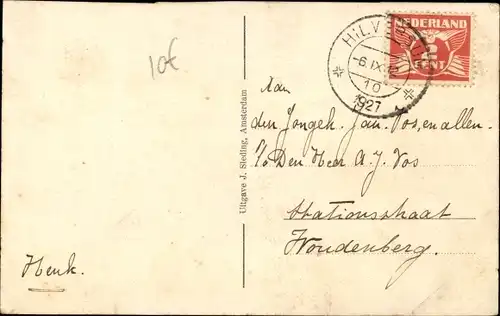 10€
HILVERSUM
-6.IX.
10
1927
NEDERLAND
CENT
Aan
den Jongeh. Jan Vos, en allen.
p/o Den Heer A. J. Vos
Stationsstraat
Woudenberg.
Henk.
Uitgave J. Sleding, Amsterdam